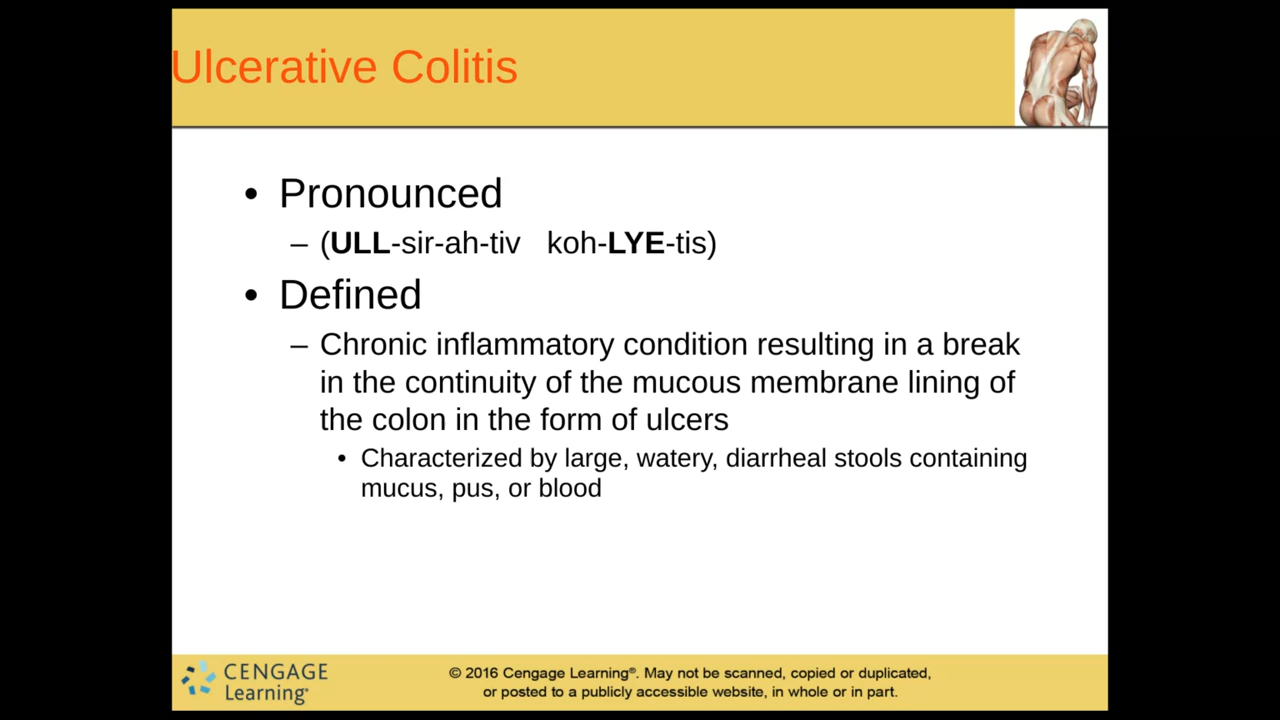 Ulcerative Colitis
• Pronounced
– (ULL-sir-ah-tiv koh-LYE-tis)
• Defined
– Chronic inflammatory condition resulting in a break
in the continuity of the mucous membrane lining of
the colon in the form of ulcers
• Characterized by large, watery, diarrheal stools containing
mucus, pus, or blood
CENGAGE
Learning®
© 2016 Cengage Learning®. May not be scanned, copied or duplicated,
or posted to a publicly accessible website, in whole or in part.